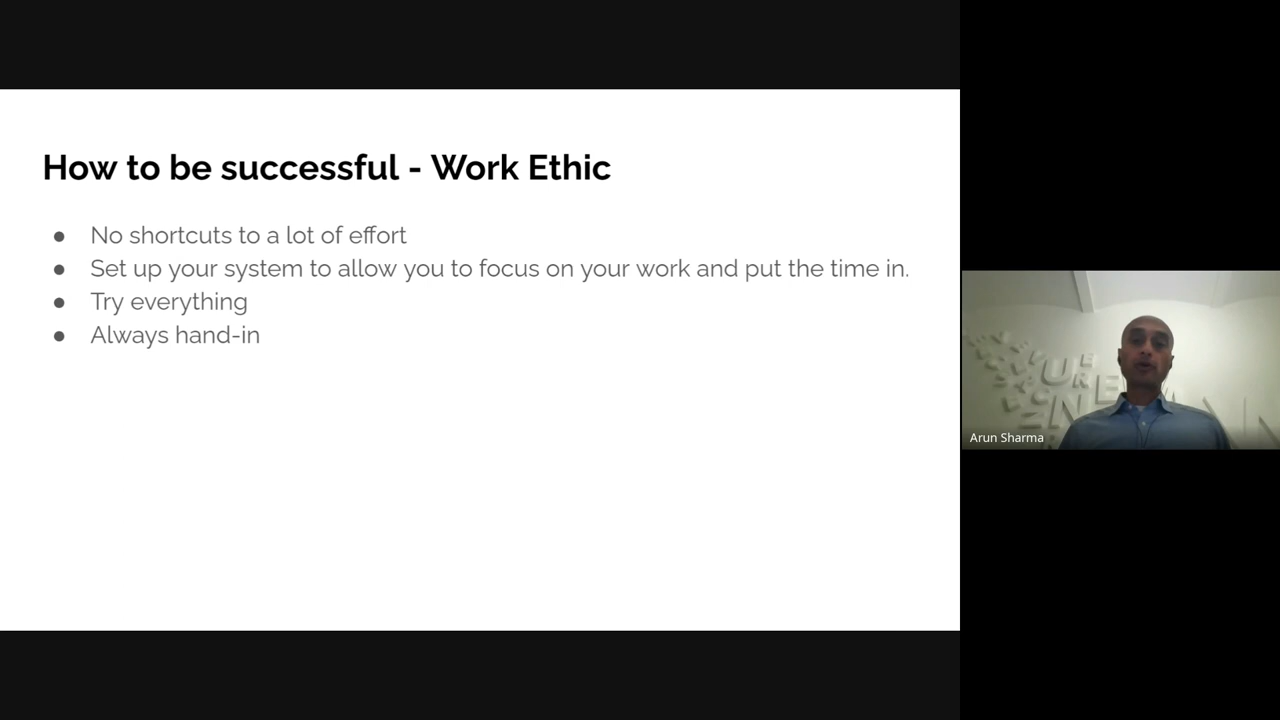 How to be successful - Work Ethic
● No shortcuts to a lot of effort
● Set up your system to allow you to focus on your work and put the time in.
● Try everything
● Always hand-in
Arun Sharma